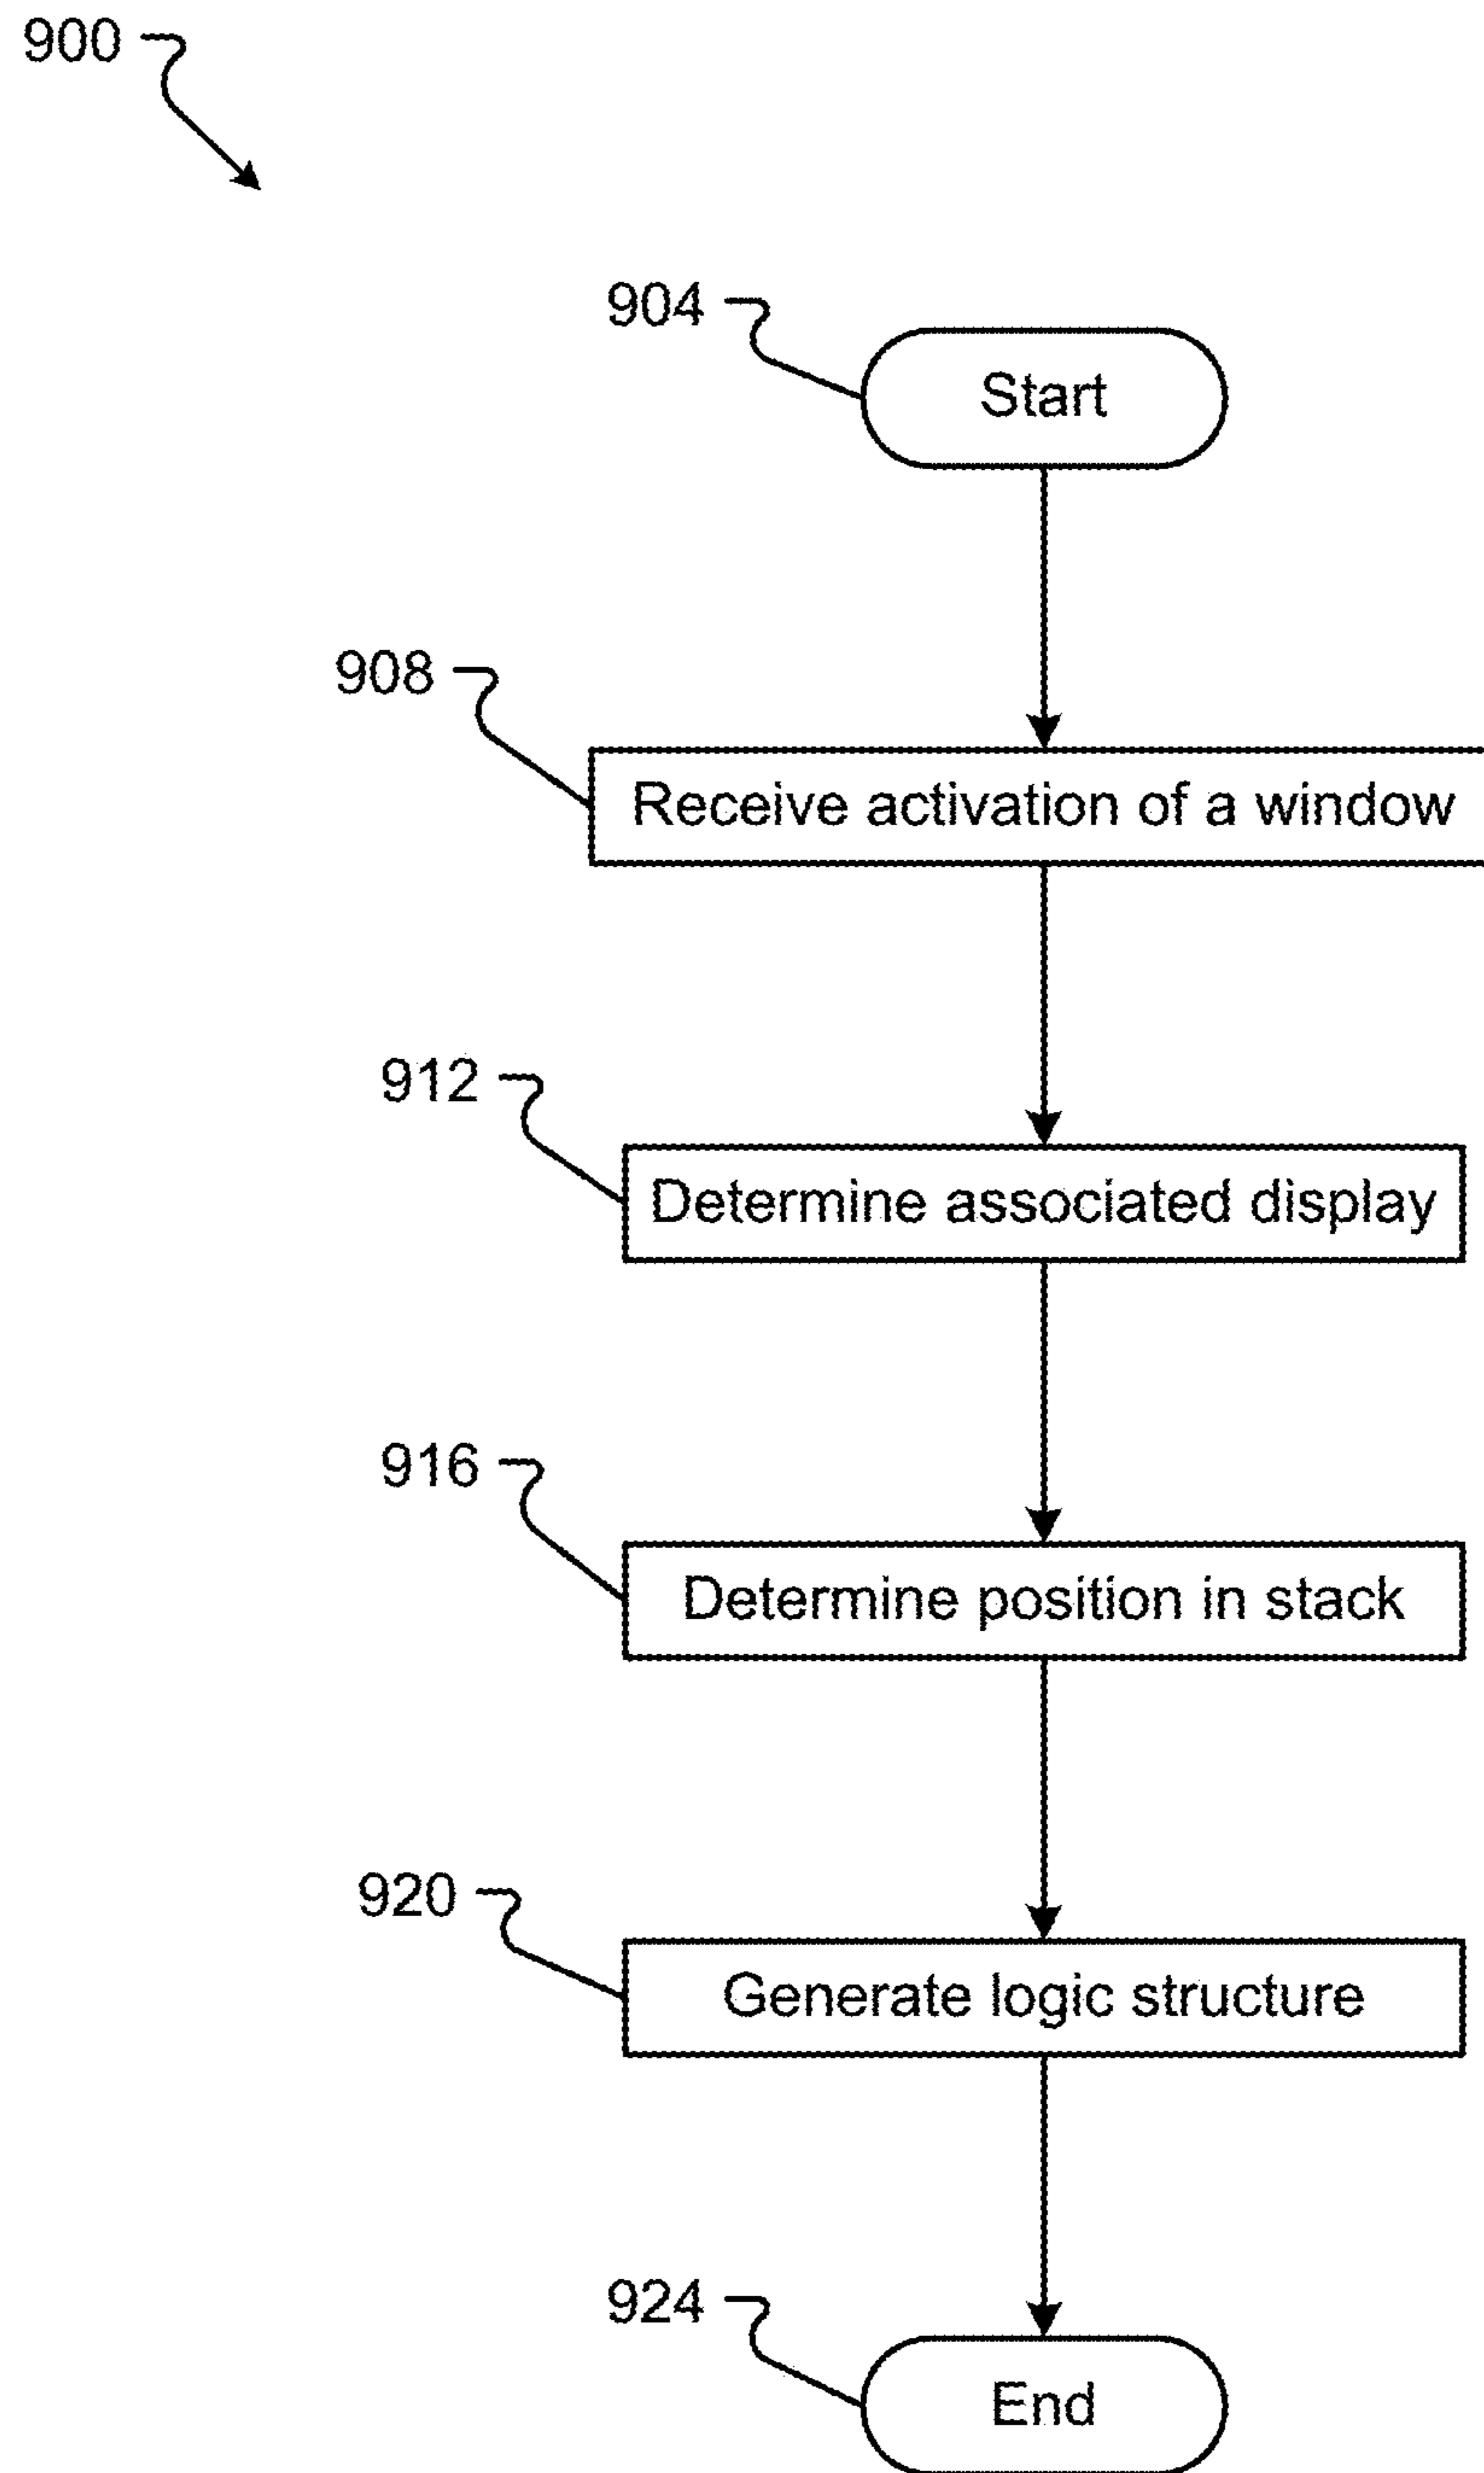 900
904
Start
908
Receive activation of a window
912
Determine associated display
916
Determine position in stack
920
Generate logic structure
924
End